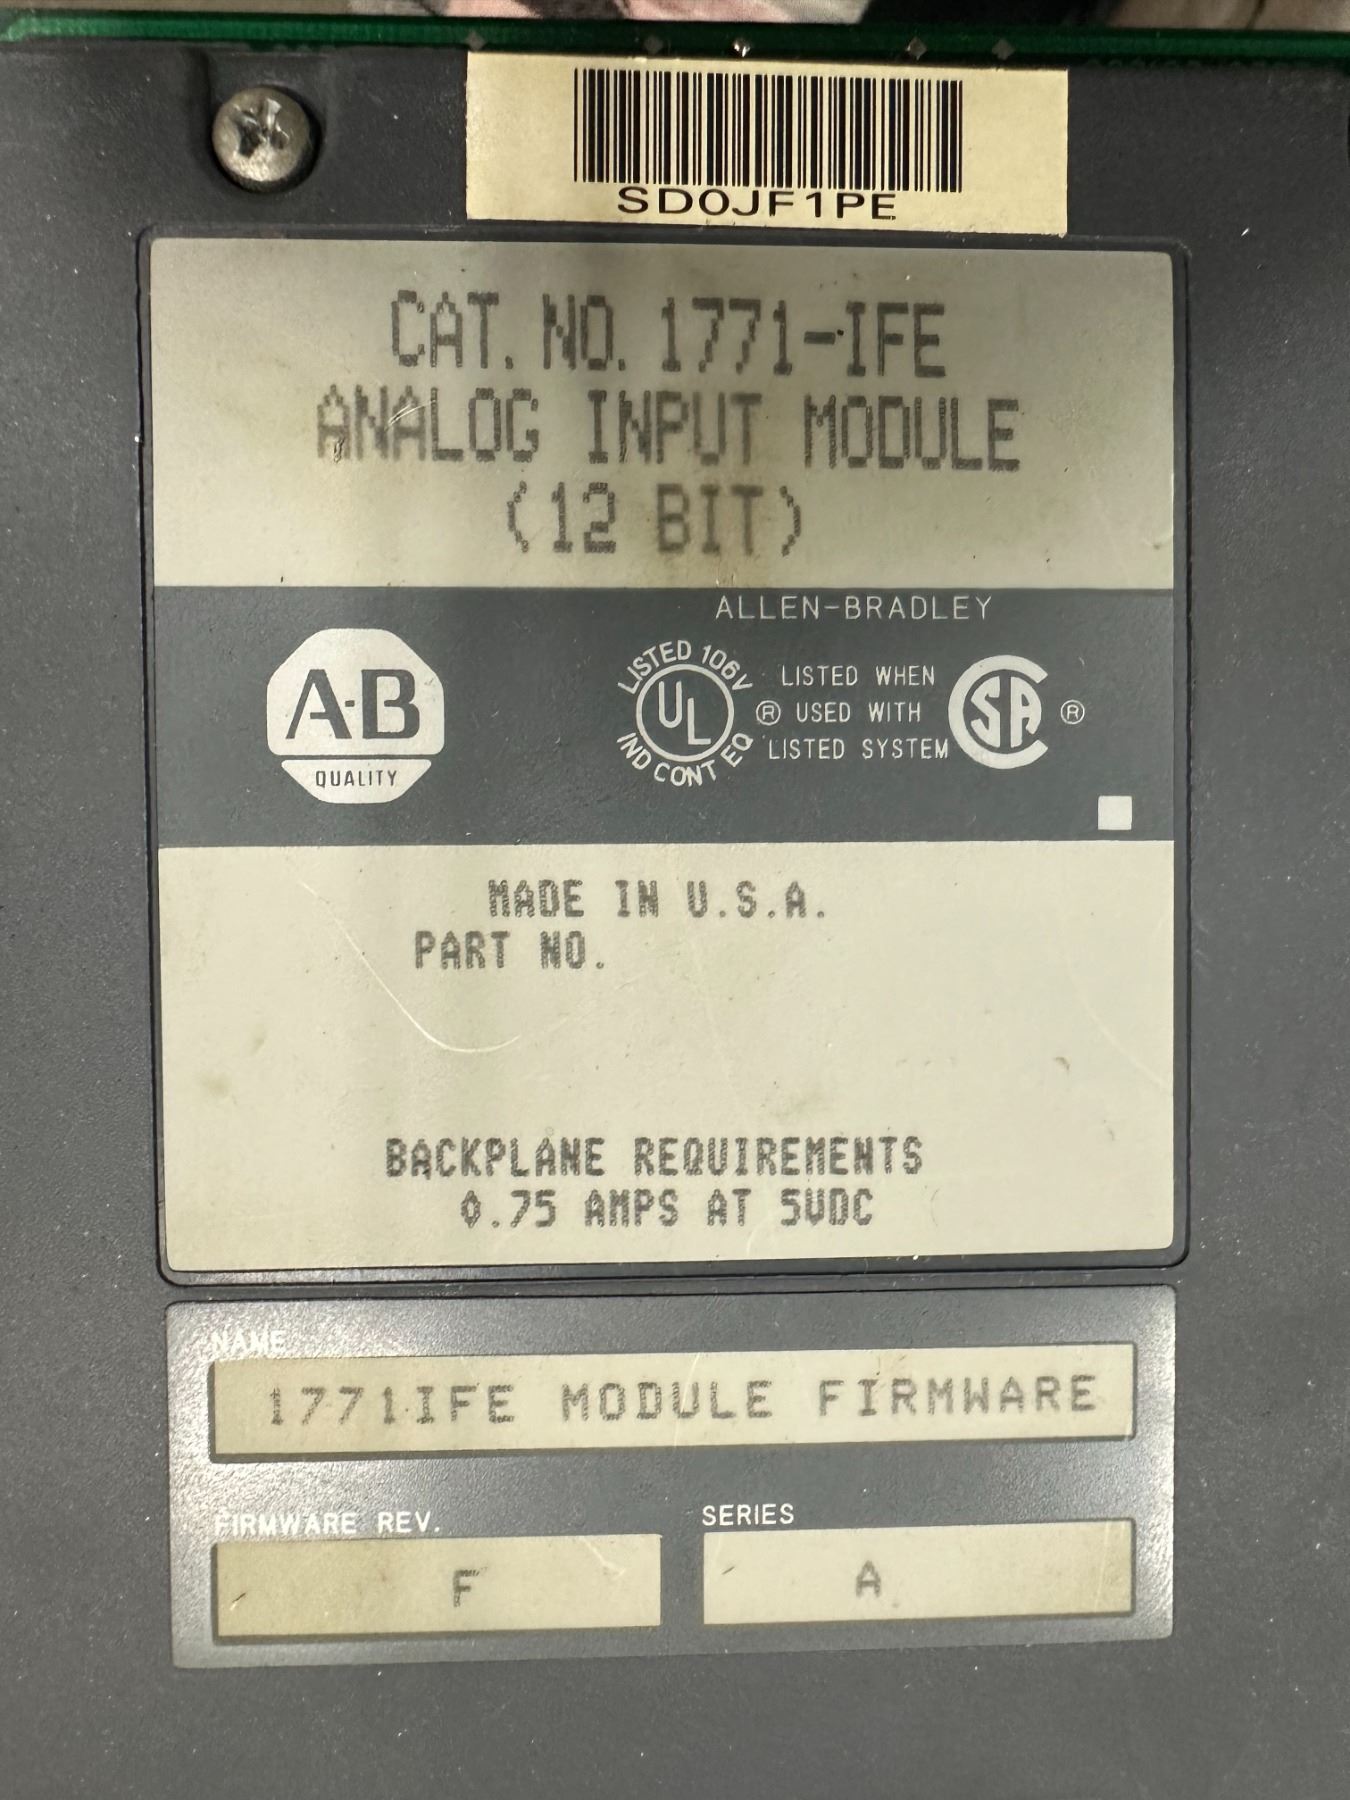 SD0JF1PE
CAT. NO. 1771-IFE
ANALOG INPUT MODULE
(12 BIT)
ALLEN-BRADLEY
A-B
QUALITY
LISTED 106V
UL ®
IND CONT EQ
LISTED WHEN
USED WITH
LISTED SYSTEM
SA ®
MADE IN U.S.A.
PART NO.
BACKPLANE REQUIREMENTS
0.75 AMPS AT 5VDC
NAME
1771IFE MODULE FIRMWARE
FIRMWARE REV.
F
SERIES
A